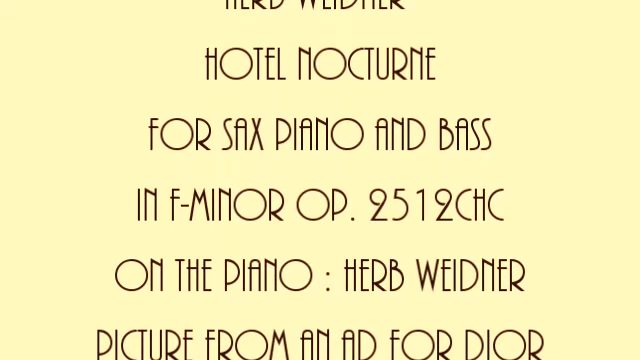 HERB WEIDNER
HOTEL NOCTURNE
FOR SAX PIANO AND BASS
IN F-MINOR OP. 2512CHC
ON THE PIANO : HERB WEIDNER
PICTURE FROM AN AD FOR DIOR